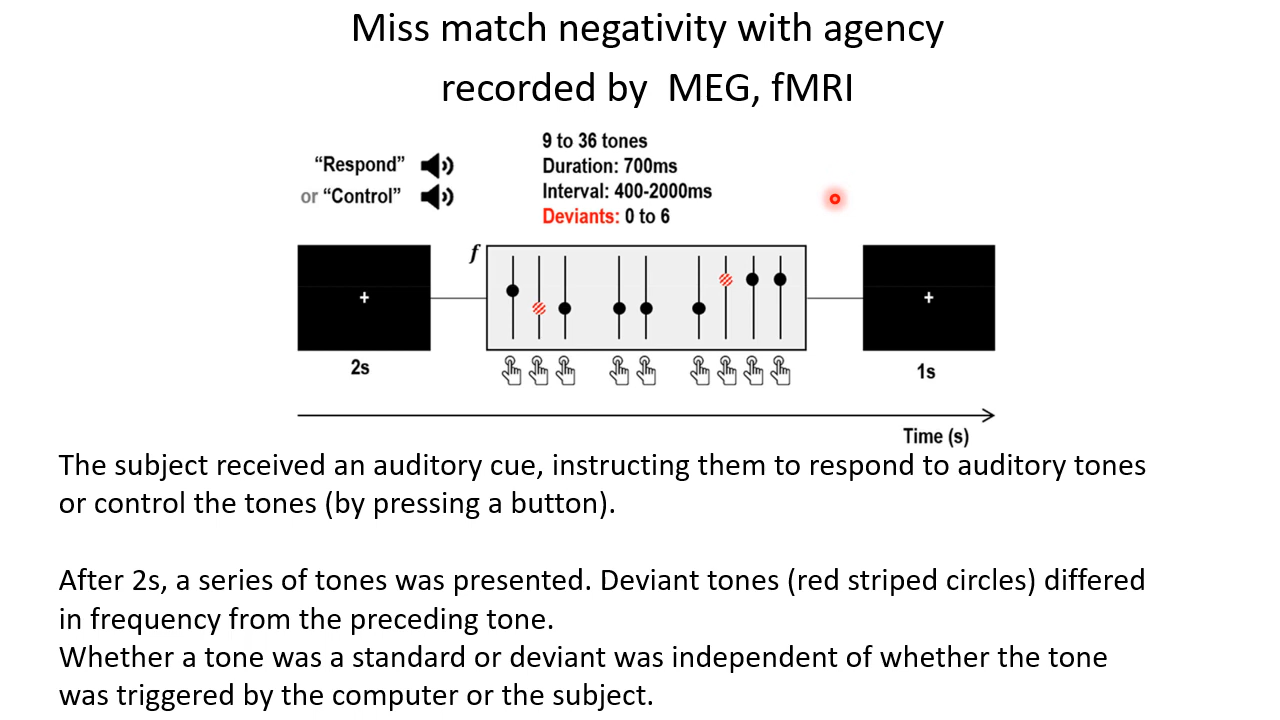 Miss match negativity with agency
recorded by MEG, fMRI
“Respond”
or “Control”
9 to 36 tones
Duration: 700ms
Interval: 400-2000ms
Deviants: 0 to 6
f
2s
1s
Time (s)
The subject received an auditory cue, instructing them to respond to auditory tones
or control the tones (by pressing a button).
After 2s, a series of tones was presented. Deviant tones (red striped circles) differed
in frequency from the preceding tone.
Whether a tone was a standard or deviant was independent of whether the tone
was triggered by the computer or the subject.